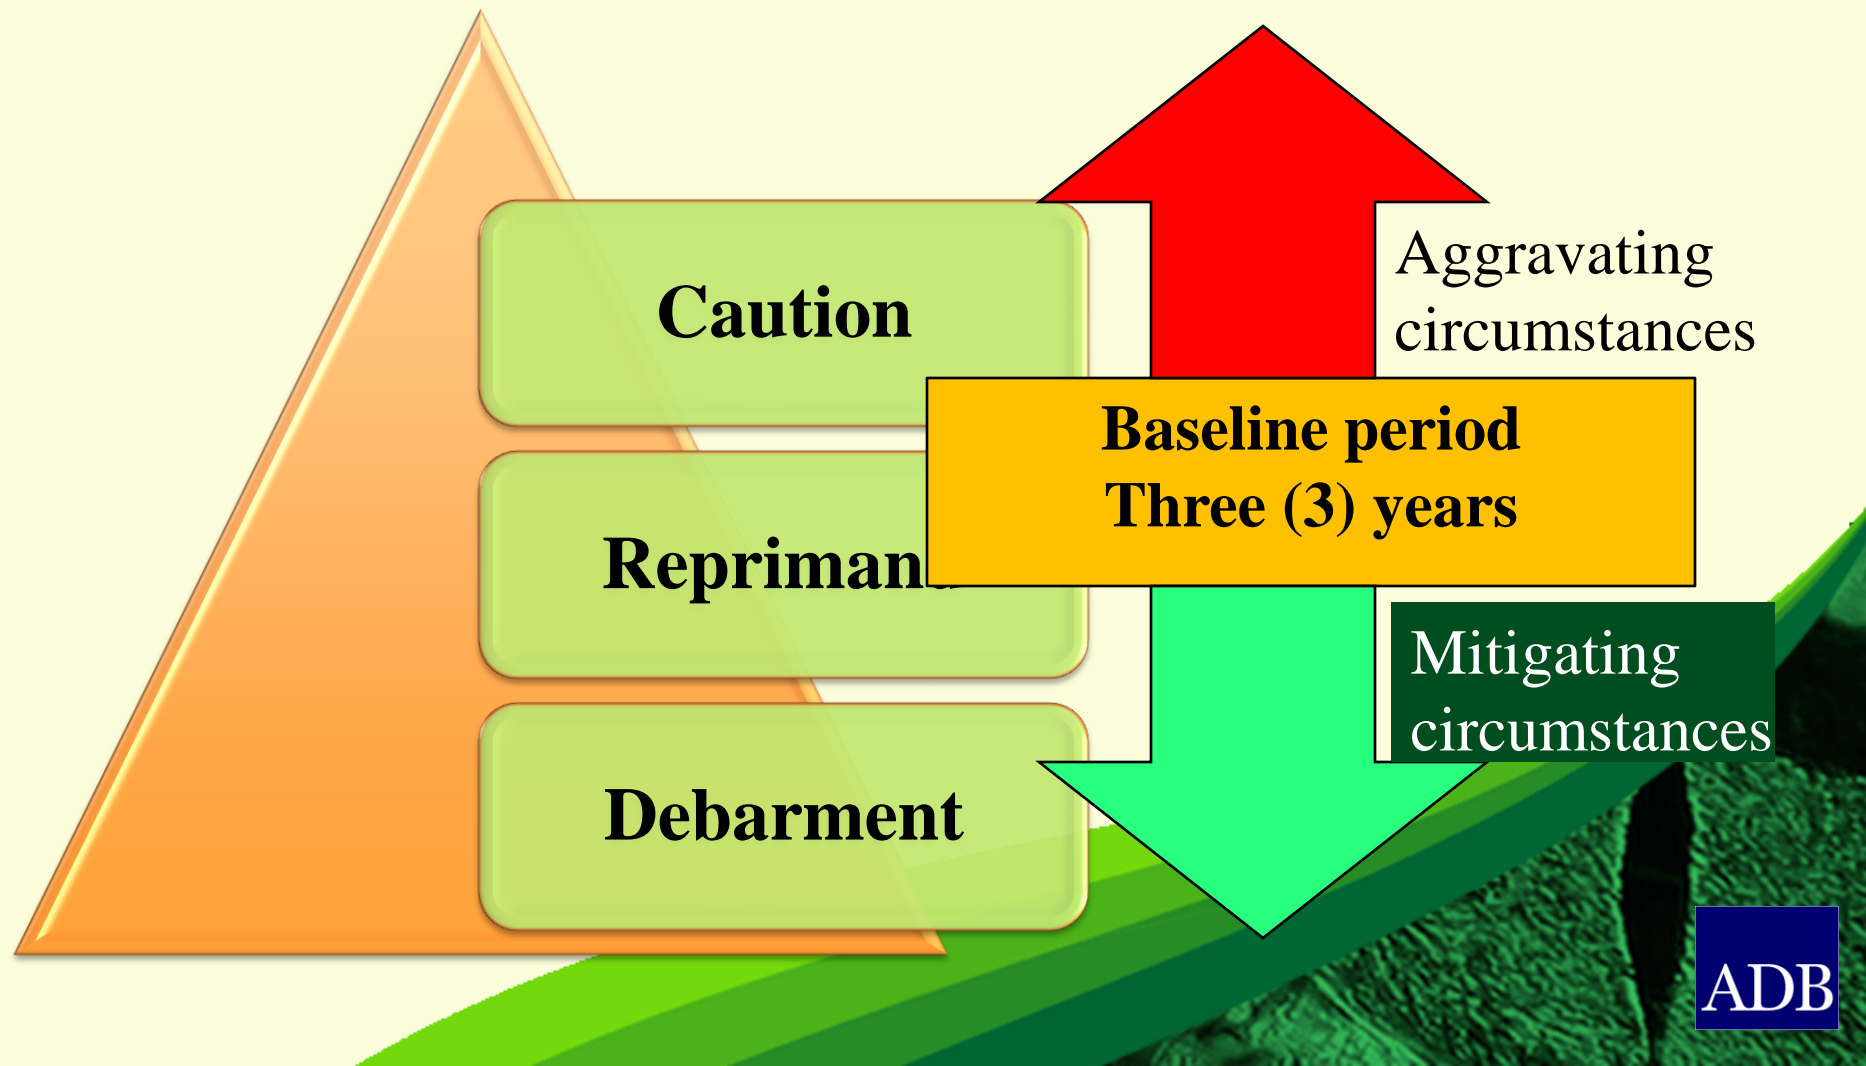 Caution
Reprimand
Debarment
Aggravating
circumstances
Baseline period
Three (3) years
Mitigating
circumstances
ADB